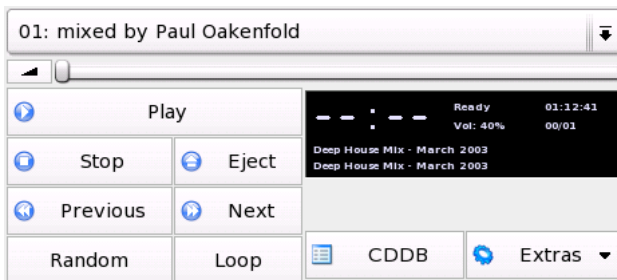 01: mixed by Paul Oakenfold
Play
Stop
Eject
Previous
Next
Random
Loop
--:--
Ready
01:12:41
Vol: 40%
00/01
Deep House Mix - March 2003
Deep House Mix - March 2003
CDDB
Extras